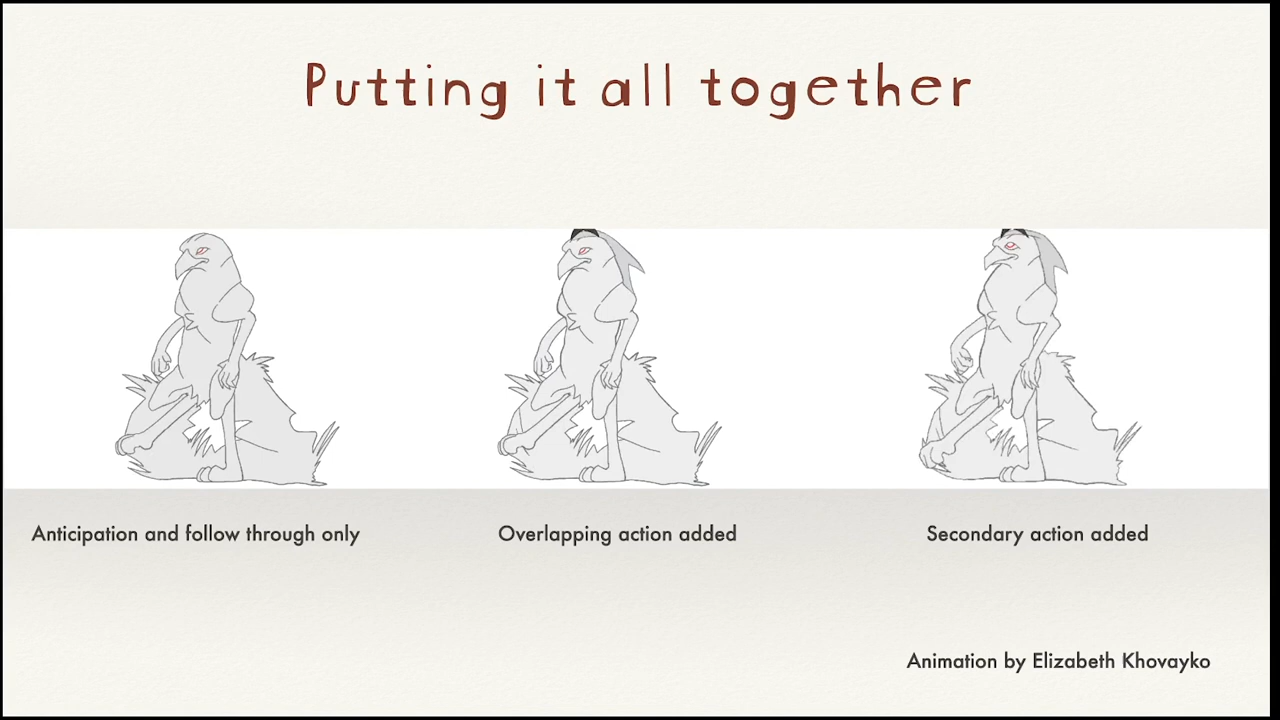 Putting it all together
Anticipation and follow through only
Overlapping action added
Secondary action added
Animation by Elizabeth Khovayko